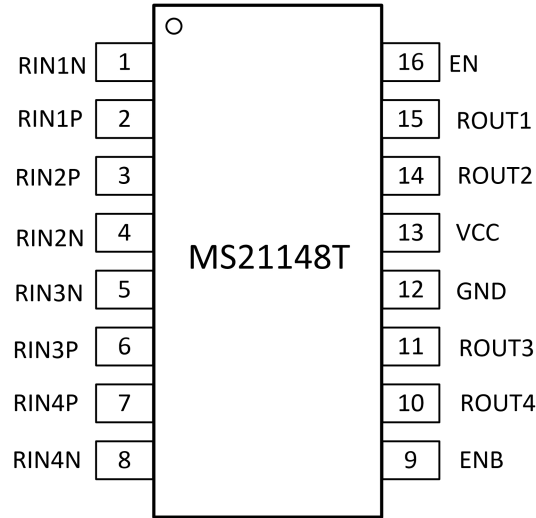 RIN1N 1 16 EN
RIN1P 2 15 ROUT1
RIN2P 3 14 ROUT2
RIN2N 4 13 VCC
MS21148T
RIN3N 5 12 GND
RIN3P 6 11 ROUT3
RIN4P 7 10 ROUT4
RIN4N 8 9 ENB